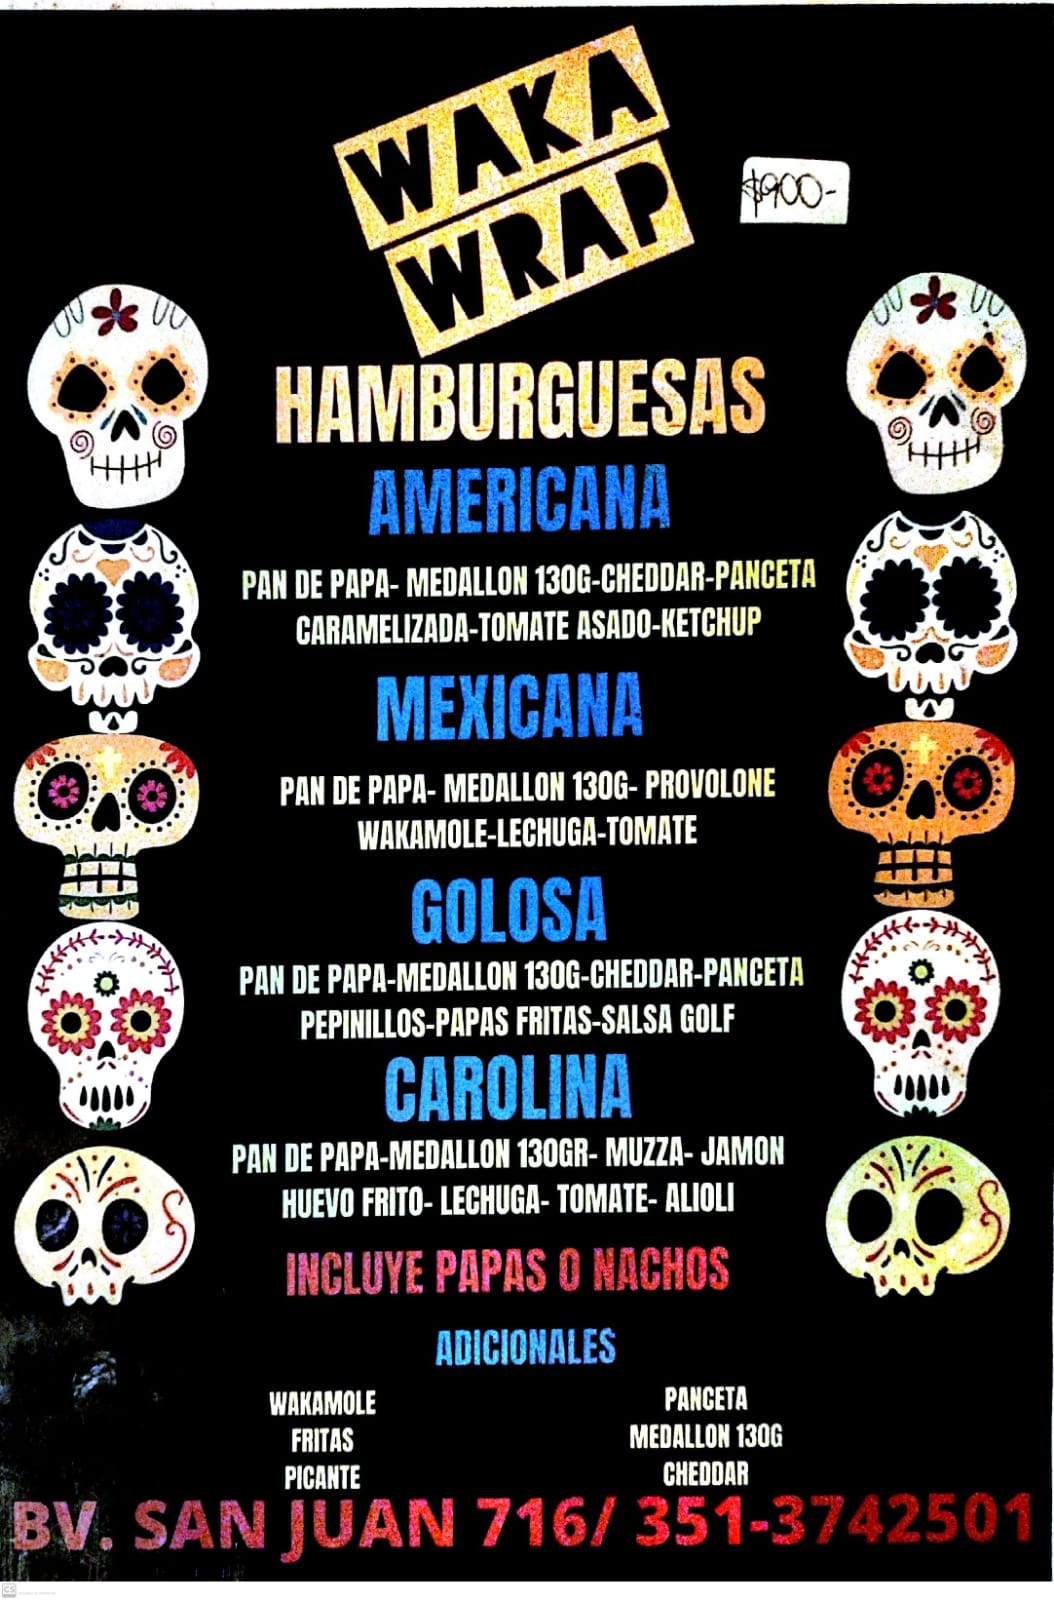 WAKA
WRAP
$900-
HAMBURGUESAS
AMERICANA
PAN DE PAPA- MEDALLON 130G-CHEDDAR-PANCETA
CARAMELIZADA-TOMATE ASADO-KETCHUP
MEXICANA
PAN DE PAPA- MEDALLON 130G- PROVOLONE
WAKAMOLE-LECHUGA-TOMATE
GOLOSA
PAN DE PAPA-MEDALLON 130G-CHEDDAR-PANCETA
PEPINILLOS-PAPAS FRITAS-SALSA GOLF
CAROLINA
PAN DE PAPA-MEDALLON 130GR- MUZZA- JAMON
HUEVO FRITO- LECHUGA- TOMATE- ALIOLI
INCLUYE PAPAS O NACHOS
ADICIONALES
WAKAMOLE
FRITAS
PICANTE
PANCETA
MEDALLON 130G
CHEDDAR
BV. SAN JUAN 716/ 351-3742501
CS